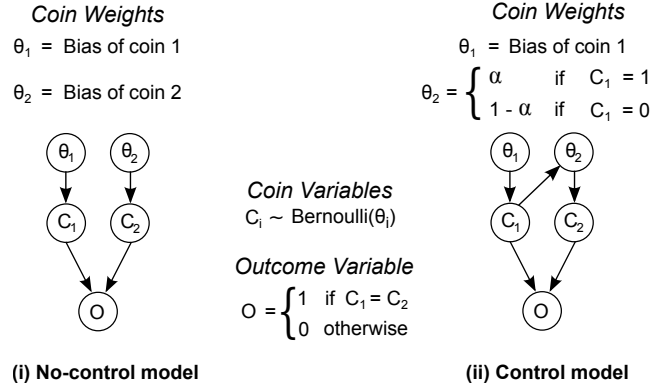 Coin Weights
θ₁ = Bias of coin 1
θ₂ = Bias of coin 2
θ₁ θ₂
C₁ C₂
O
(i) No-control model
Coin Variables
Cᵢ ~ Bernoulli(θᵢ)
Outcome Variable
O = { 1 if C₁ = C₂
0 otherwise
Coin Weights
θ₁ = Bias of coin 1
θ₂ = { α if C₁ = 1
1 - α if C₁ = 0
θ₁ θ₂
C₁ C₂
O
(ii) Control model